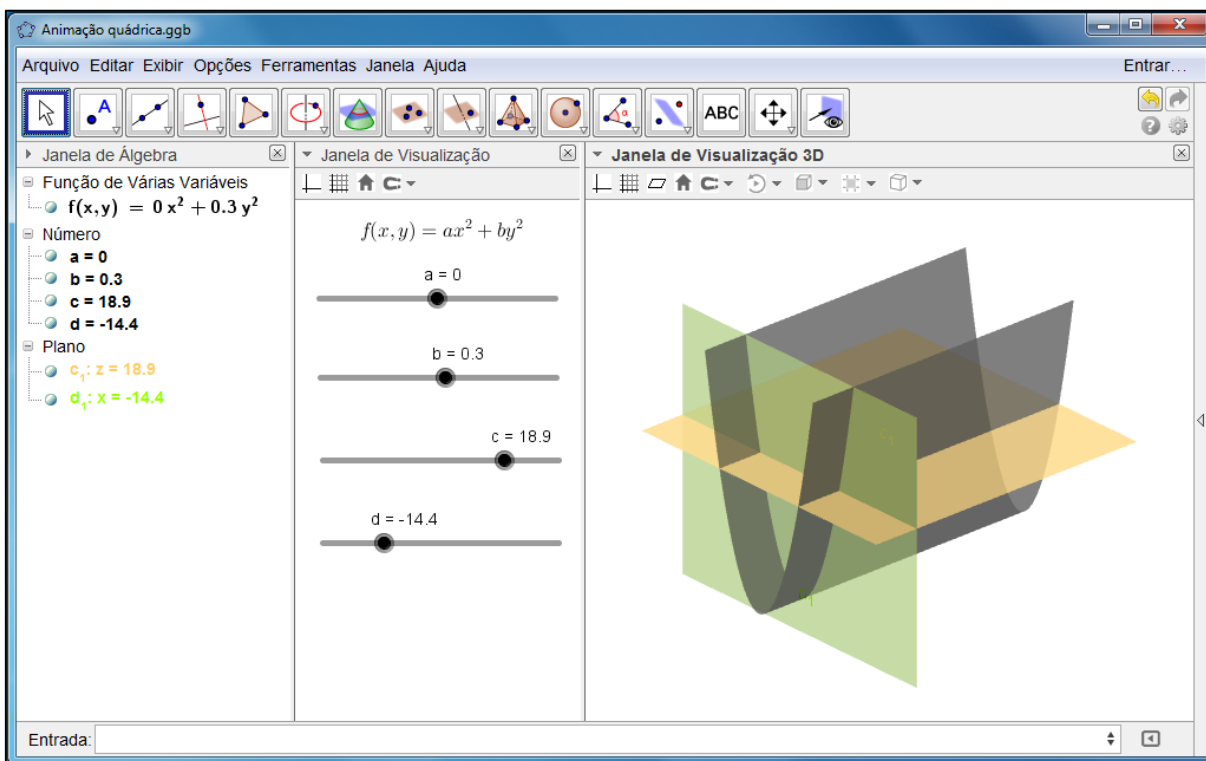 Animação quádrica.ggb
Arquivo Editar Exibir Opções Ferramentas Janela Ajuda
Entrar...
A
ABC
Janela de Álgebra
Função de Várias Variáveis
f(x,y) = 0 x² + 0.3 y²
Número
a = 0
b = 0.3
c = 18.9
d = -14.4
Plano
c₁: z = 18.9
d₁: x = -14.4
Janela de Visualização
f(x, y) = ax² + by²
a = 0
b = 0.3
c = 18.9
d = -14.4
Janela de Visualização 3D
Entrada: